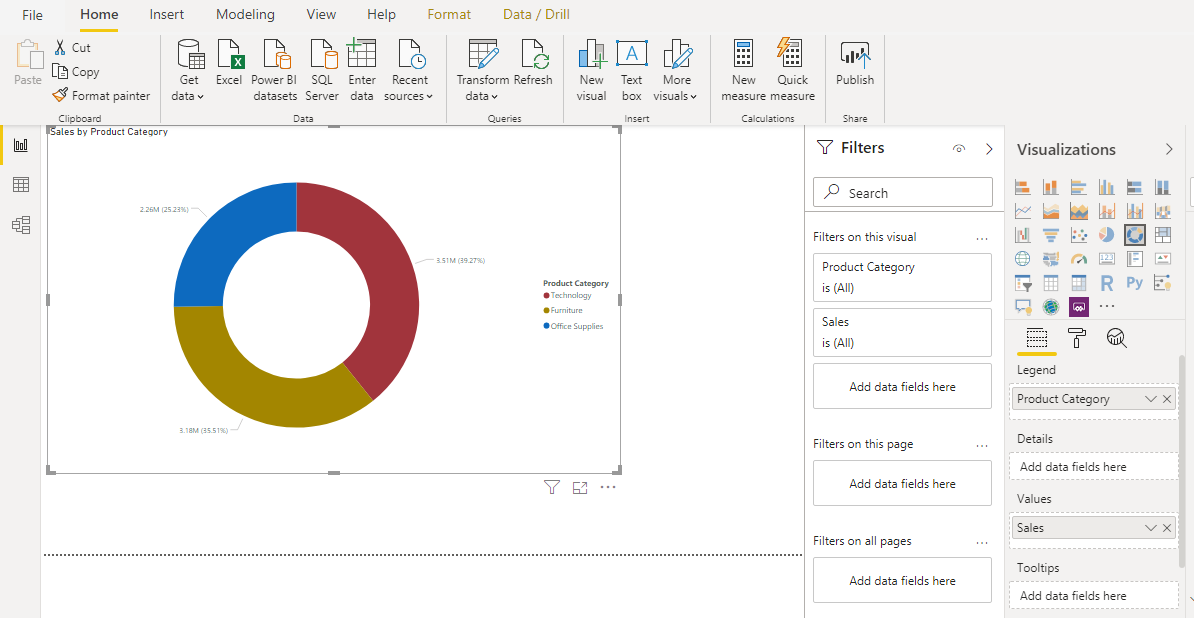 File Home Insert Modeling View Help Format Data / Drill
Paste
Cut
Copy
Format painter
Clipboard
Get data
Excel
Power BI datasets
SQL Server
Enter data
Recent sources
Data
Transform data
Refresh
Queries
New visual
Text box
More visuals
Insert
New measure
Quick measure
Calculations
Publish
Share
Sales by Product Category
2.26M (25.23%)
3.51M (39.27%)
3.18M (35.51%)
Product Category
Technology
Furniture
Office Supplies
Filters
Search
Filters on this visual
Product Category
is (All)
Sales
is (All)
Add data fields here
Filters on this page
Add data fields here
Filters on all pages
Add data fields here
Visualizations
123
R
Py
Legend
Product Category
Details
Add data fields here
Values
Sales
Tooltips
Add data fields here